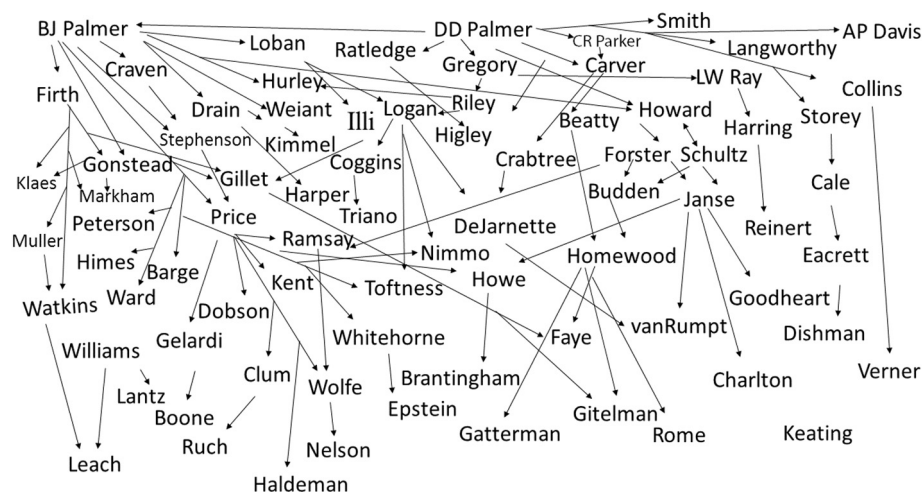 BJ Palmer
DD Palmer
Smith
AP Davis
Loban
Ratledge
CR Parker
Langworthy
Craven
Gregory
Carver
LW Ray
Collins
Firth
Hurley
Drain
Weiant
Illi
Logan
Riley
Higley
Beatty
Howard
Harring
Storey
Stephenson
Kimmel
Coggins
Crabtree
Forster
Schultz
Klaes
Gonstead
Markham
Gillet
Harper
Triano
Budden
Janse
Cale
Peterson
Price
DeJarnette
Reinert
Muller
Ramsay
Nimmo
Homewood
Eacrett
Himes
Barge
Kent
Toftness
Howe
Watkins
Ward
Dobson
Goodheart
Gelardi
Whitehorne
Faye
vanRumpt
Dishman
Williams
Clum
Wolfe
Brantingham
Charlton
Verner
Lantz
Boone
Epstein
Gitelman
Ruch
Nelson
Gatterman
Rome
Keating
Leach
Haldeman